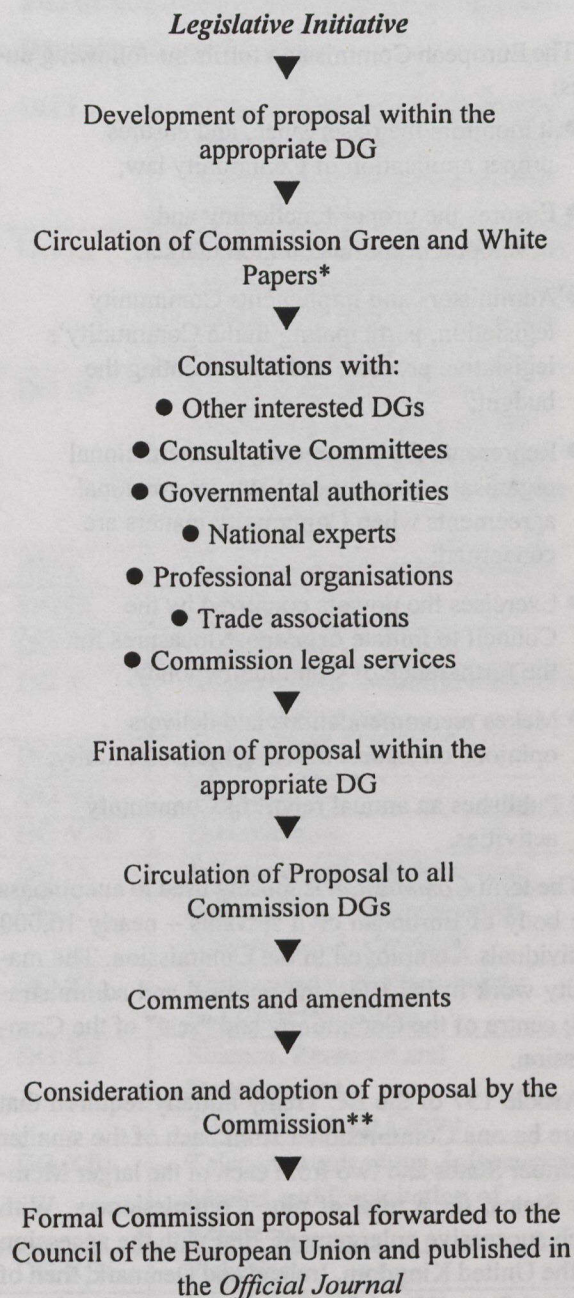 Legislative Initiative
▼
Development of proposal within the
appropriate DG
▼
Circulation of Commission Green and White
Papers*
▼
Consultations with:
● Other interested DGs
● Consultative Committees
● Governmental authorities
● National experts
● Professional organisations
● Trade associations
● Commission legal services
▼
Finalisation of proposal within the
appropriate DG
▼
Circulation of Proposal to all
Commission DGs
▼
Comments and amendments
▼
Consideration and adoption of proposal by the
Commission**
▼
Formal Commission proposal forwarded to the
Council of the European Union and published in
the Official Journal